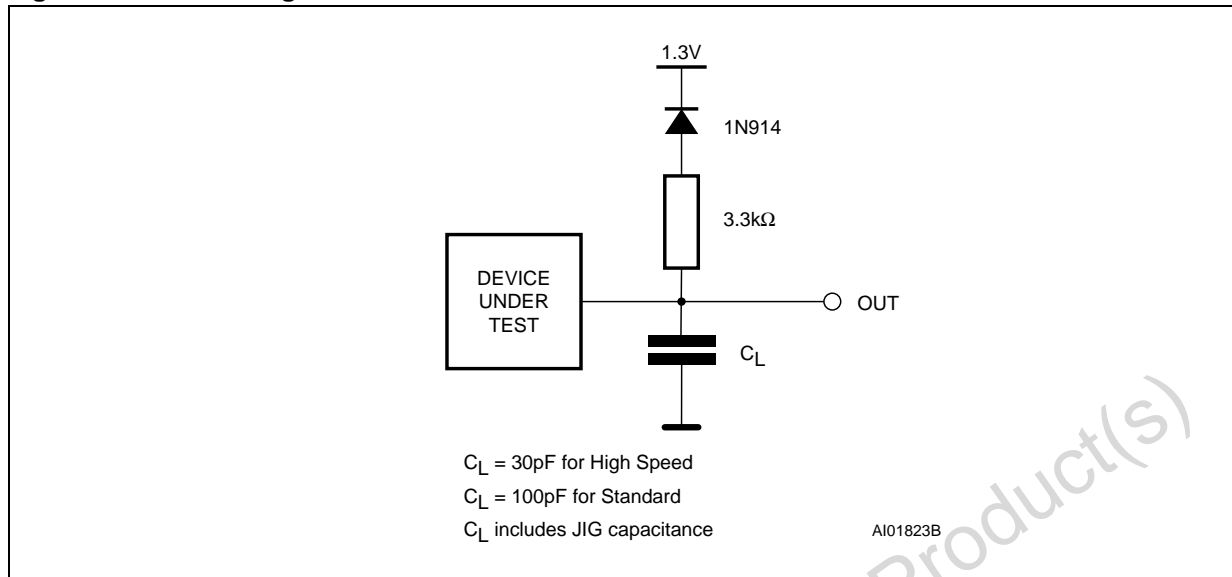 1.3V
1N914
3.3kΩ
DEVICE
UNDER
TEST
OUT
CL
CL = 30pF for High Speed
CL = 100pF for Standard
CL includes JIG capacitance
AI01823B
Product(s)